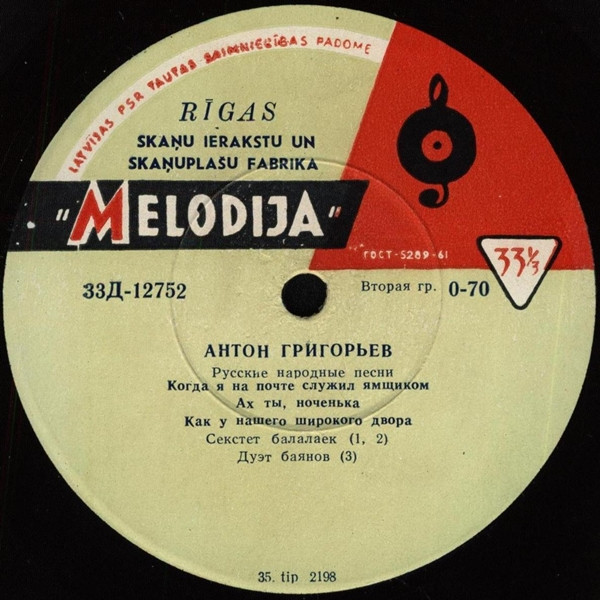 LATVIJAS PSR TAUTAS SAIMNIECĪBAS PADOME
RĪGAS
SKAŅU IERAKSTU UN
SKAŅUPLAŠU FABRIKA
"MELODIJA"
ГОСТ-5289-61
33⅓
33Д-12752
Вторая гр. 0-70
АНТОН ГРИГОРЬЕВ
Русские народные песни
Когда я на почте служил ямщиком
Ах ты, ноченька
Как у нашего широкого двора
Секстет балалаек (1, 2)
Дуэт баянов (3)
35. tip 2198